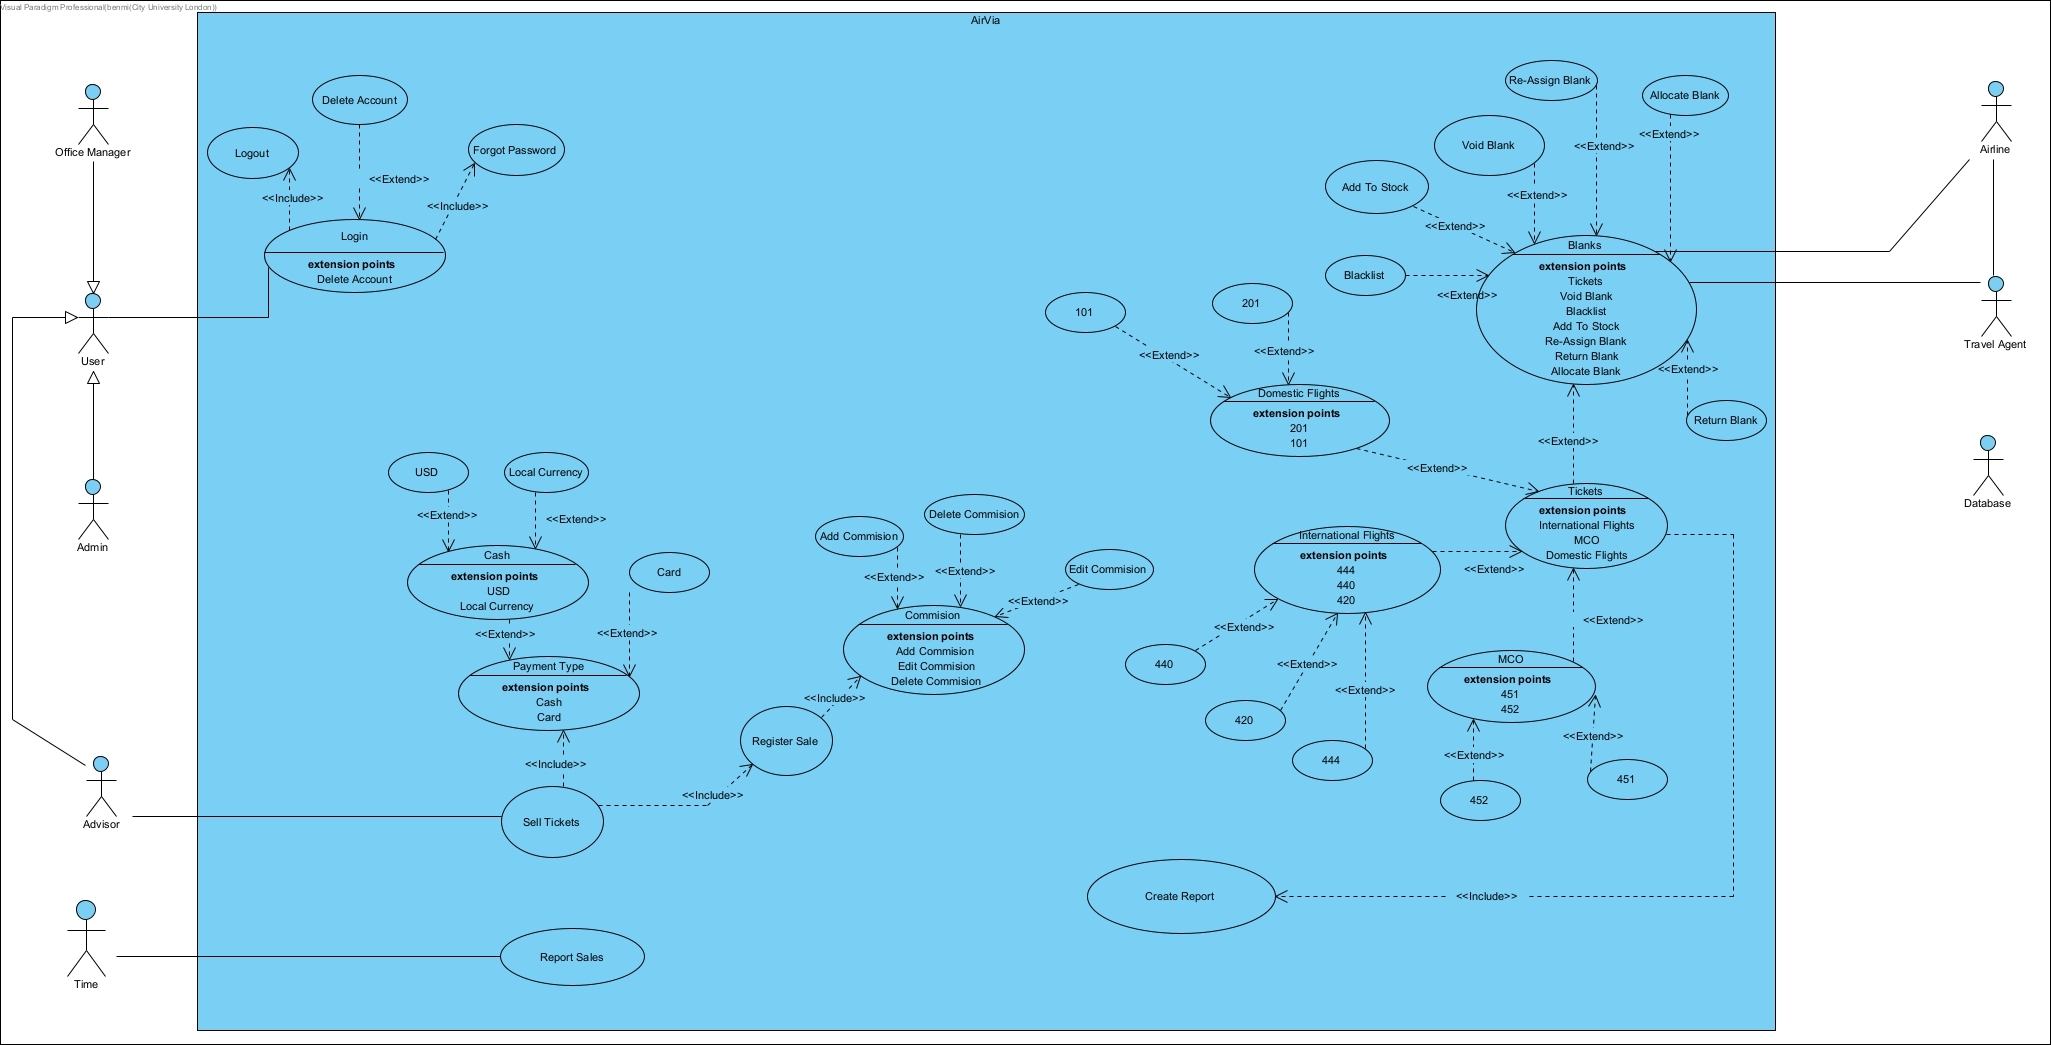 Visual Paradigm Professional(benmi(City University London))
AirVia
Office Manager
User
Admin
Advisor
Time
Logout
Delete Account
Forgot Password
<<Include>>
<<Extend>>
<<Include>>
Login
extension points
Delete Account
USD
Local Currency
<<Extend>>
<<Extend>>
Cash
extension points
USD
Local Currency
Card
<<Extend>>
<<Extend>>
Payment Type
extension points
Cash
Card
<<Include>>
Sell Tickets
<<Include>>
Register Sale
<<Include>>
Add Commision
Delete Commision
Edit Commision
<<Extend>>
<<Extend>>
<<Extend>>
Commision
extension points
Add Commision
Edit Commision
Delete Commision
Report Sales
Re-Assign Blank
Allocate Blank
Void Blank
Add To Stock
Blacklist
<<Extend>>
<<Extend>>
<<Extend>>
<<Extend>>
<<Extend>>
Blanks
extension points
Tickets
Void Blank
Blacklist
Add To Stock
Re-Assign Blank
Return Blank
Allocate Blank
<<Extend>>
Return Blank
<<Extend>>
101
201
<<Extend>>
<<Extend>>
Domestic Flights
extension points
201
101
<<Extend>>
Tickets
extension points
International Flights
MCO
Domestic Flights
International Flights
extension points
444
440
420
<<Extend>>
<<Extend>>
<<Extend>>
<<Extend>>
440
420
444
<<Extend>>
MCO
extension points
451
452
<<Extend>>
<<Extend>>
452
451
Create Report
<<Include>>
Airline
Travel Agent
Database